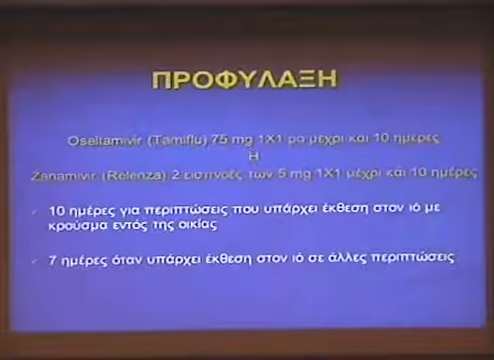 ΠΡΟΦΥΛΑΞΗ
Oseltamivir (Tamiflu) 75 mg 1X1 po μέχρι και 10 ημέρες
Ή
Zanamivir (Relenza) 2 εισπνοές των 5 mg 1X1 μέχρι και 10 ημέρες
10 ημέρες για περιπτώσεις που υπάρχει έκθεση στον ιό με
κρούσμα εντός της οικίας
7 ημέρες όταν υπάρχει έκθεση στον ιό σε άλλες περιπτώσεις